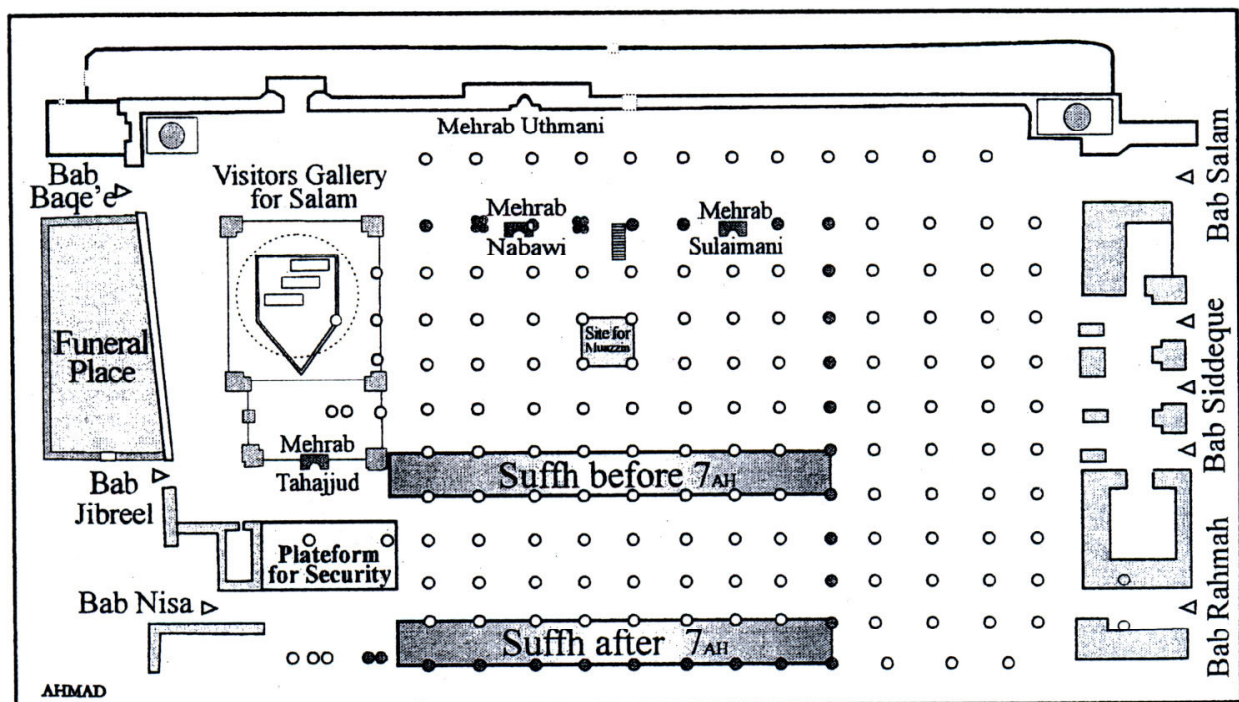 Mehrab Uthmani
Bab
Baqe'e
Visitors Gallery
for Salam
Mehrab
Nabawi
Mehrab
Sulaimani
Bab Salam
Funeral
Place
Site for
Muazzin
Bab Siddeque
Mehrab
Tahajjud
Suffh before 7AH
Bab
Jibreel
Plateform
for Security
Bab Nisa
Suffh after 7AH
Bab Rahmah
AHMAD